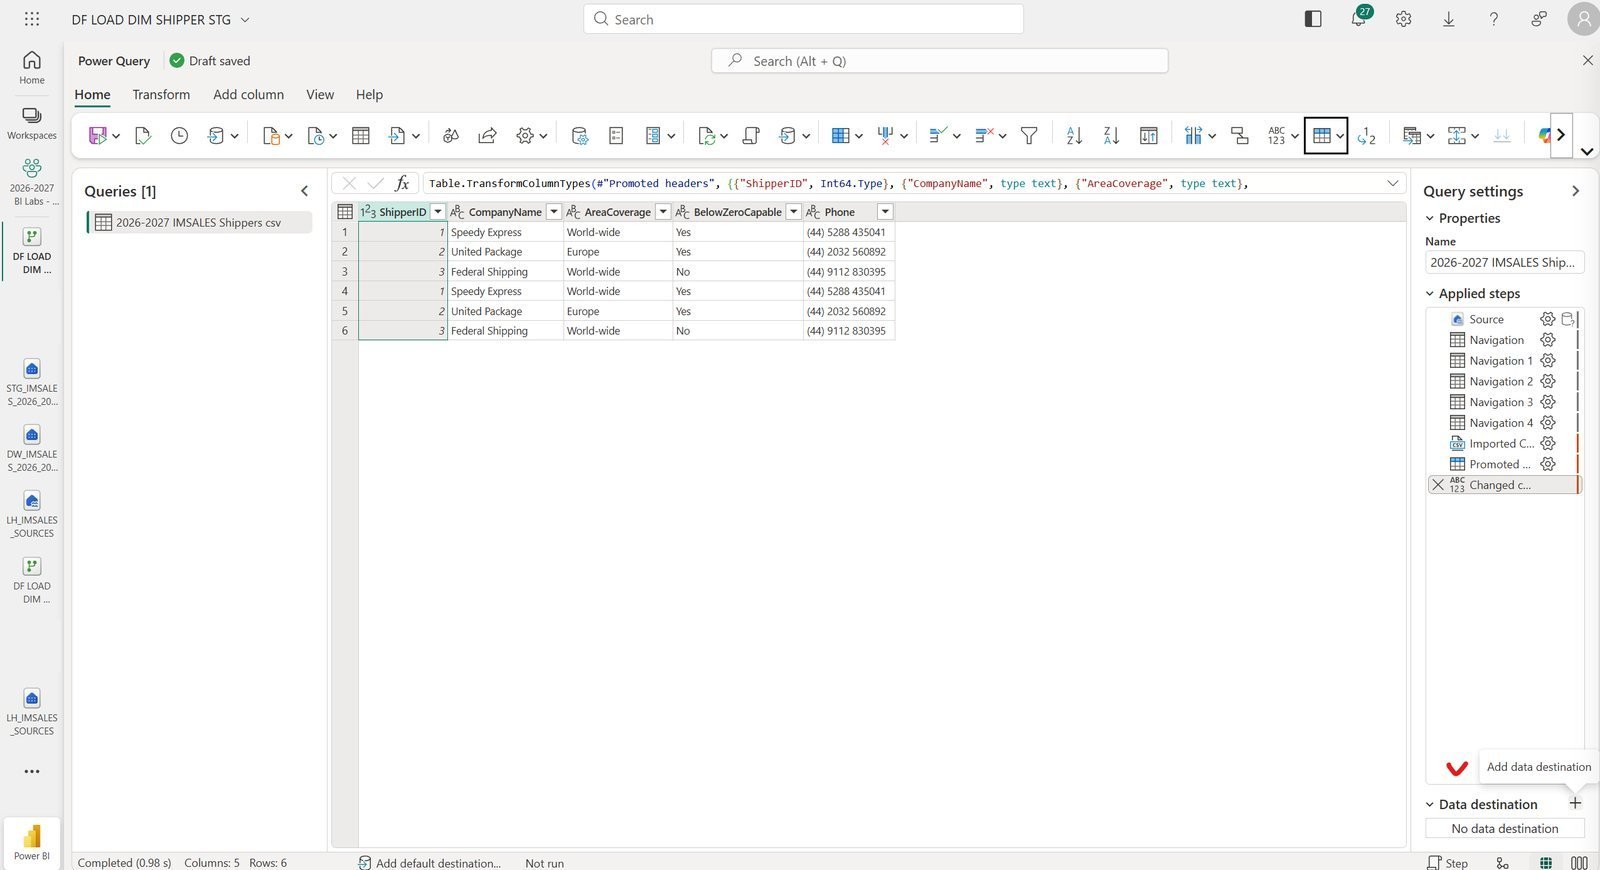 DF LOAD DIM SHIPPER STG
Search
27
Home
Workspaces
2026-2027
BI Labs - ...
DF LOAD
DIM ...
STG_IMSALE
S_2026_20...
DW_IMSALE
S_2026_20...
LH_IMSALES
_SOURCES
DF LOAD
DIM ...
LH_IMSALES
_SOURCES
Power BI
Power Query
Draft saved
Search (Alt + Q)
Home Transform Add column View Help
Queries [1]
2026-2027 IMSALES Shippers csv
fx Table.TransformColumnTypes(#"Promoted headers", {{"ShipperID", Int64.Type}, {"CompanyName", type text}, {"AreaCoverage", type text},
ShipperID CompanyName AreaCoverage BelowZeroCapable Phone
1 1 Speedy Express World-wide Yes (44) 5288 435041
2 2 United Package Europe Yes (44) 2032 560892
3 3 Federal Shipping World-wide No (44) 9112 830395
4 1 Speedy Express World-wide Yes (44) 5288 435041
5 2 United Package Europe Yes (44) 2032 560892
6 3 Federal Shipping World-wide No (44) 9112 830395
Query settings
Properties
Name
2026-2027 IMSALES Ship...
Applied steps
Source
Navigation
Navigation 1
Navigation 2
Navigation 3
Navigation 4
Imported C...
Promoted ...
Changed c...
Add data destination
Data destination
No data destination
Completed (0.98 s) Columns: 5 Rows: 6
Add default destination... Not run
Step